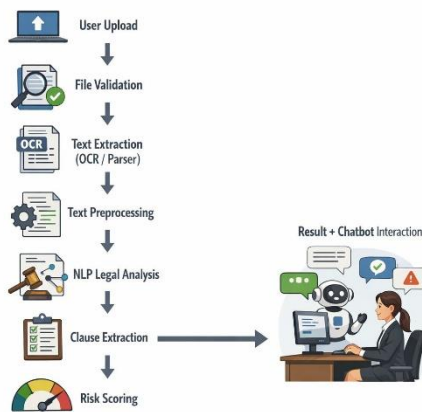 User Upload
File Validation
OCR
Text Extraction
(OCR / Parser)
Text Preprocessing
NLP Legal Analysis
Clause Extraction
Risk Scoring
Result + Chatbot Interaction